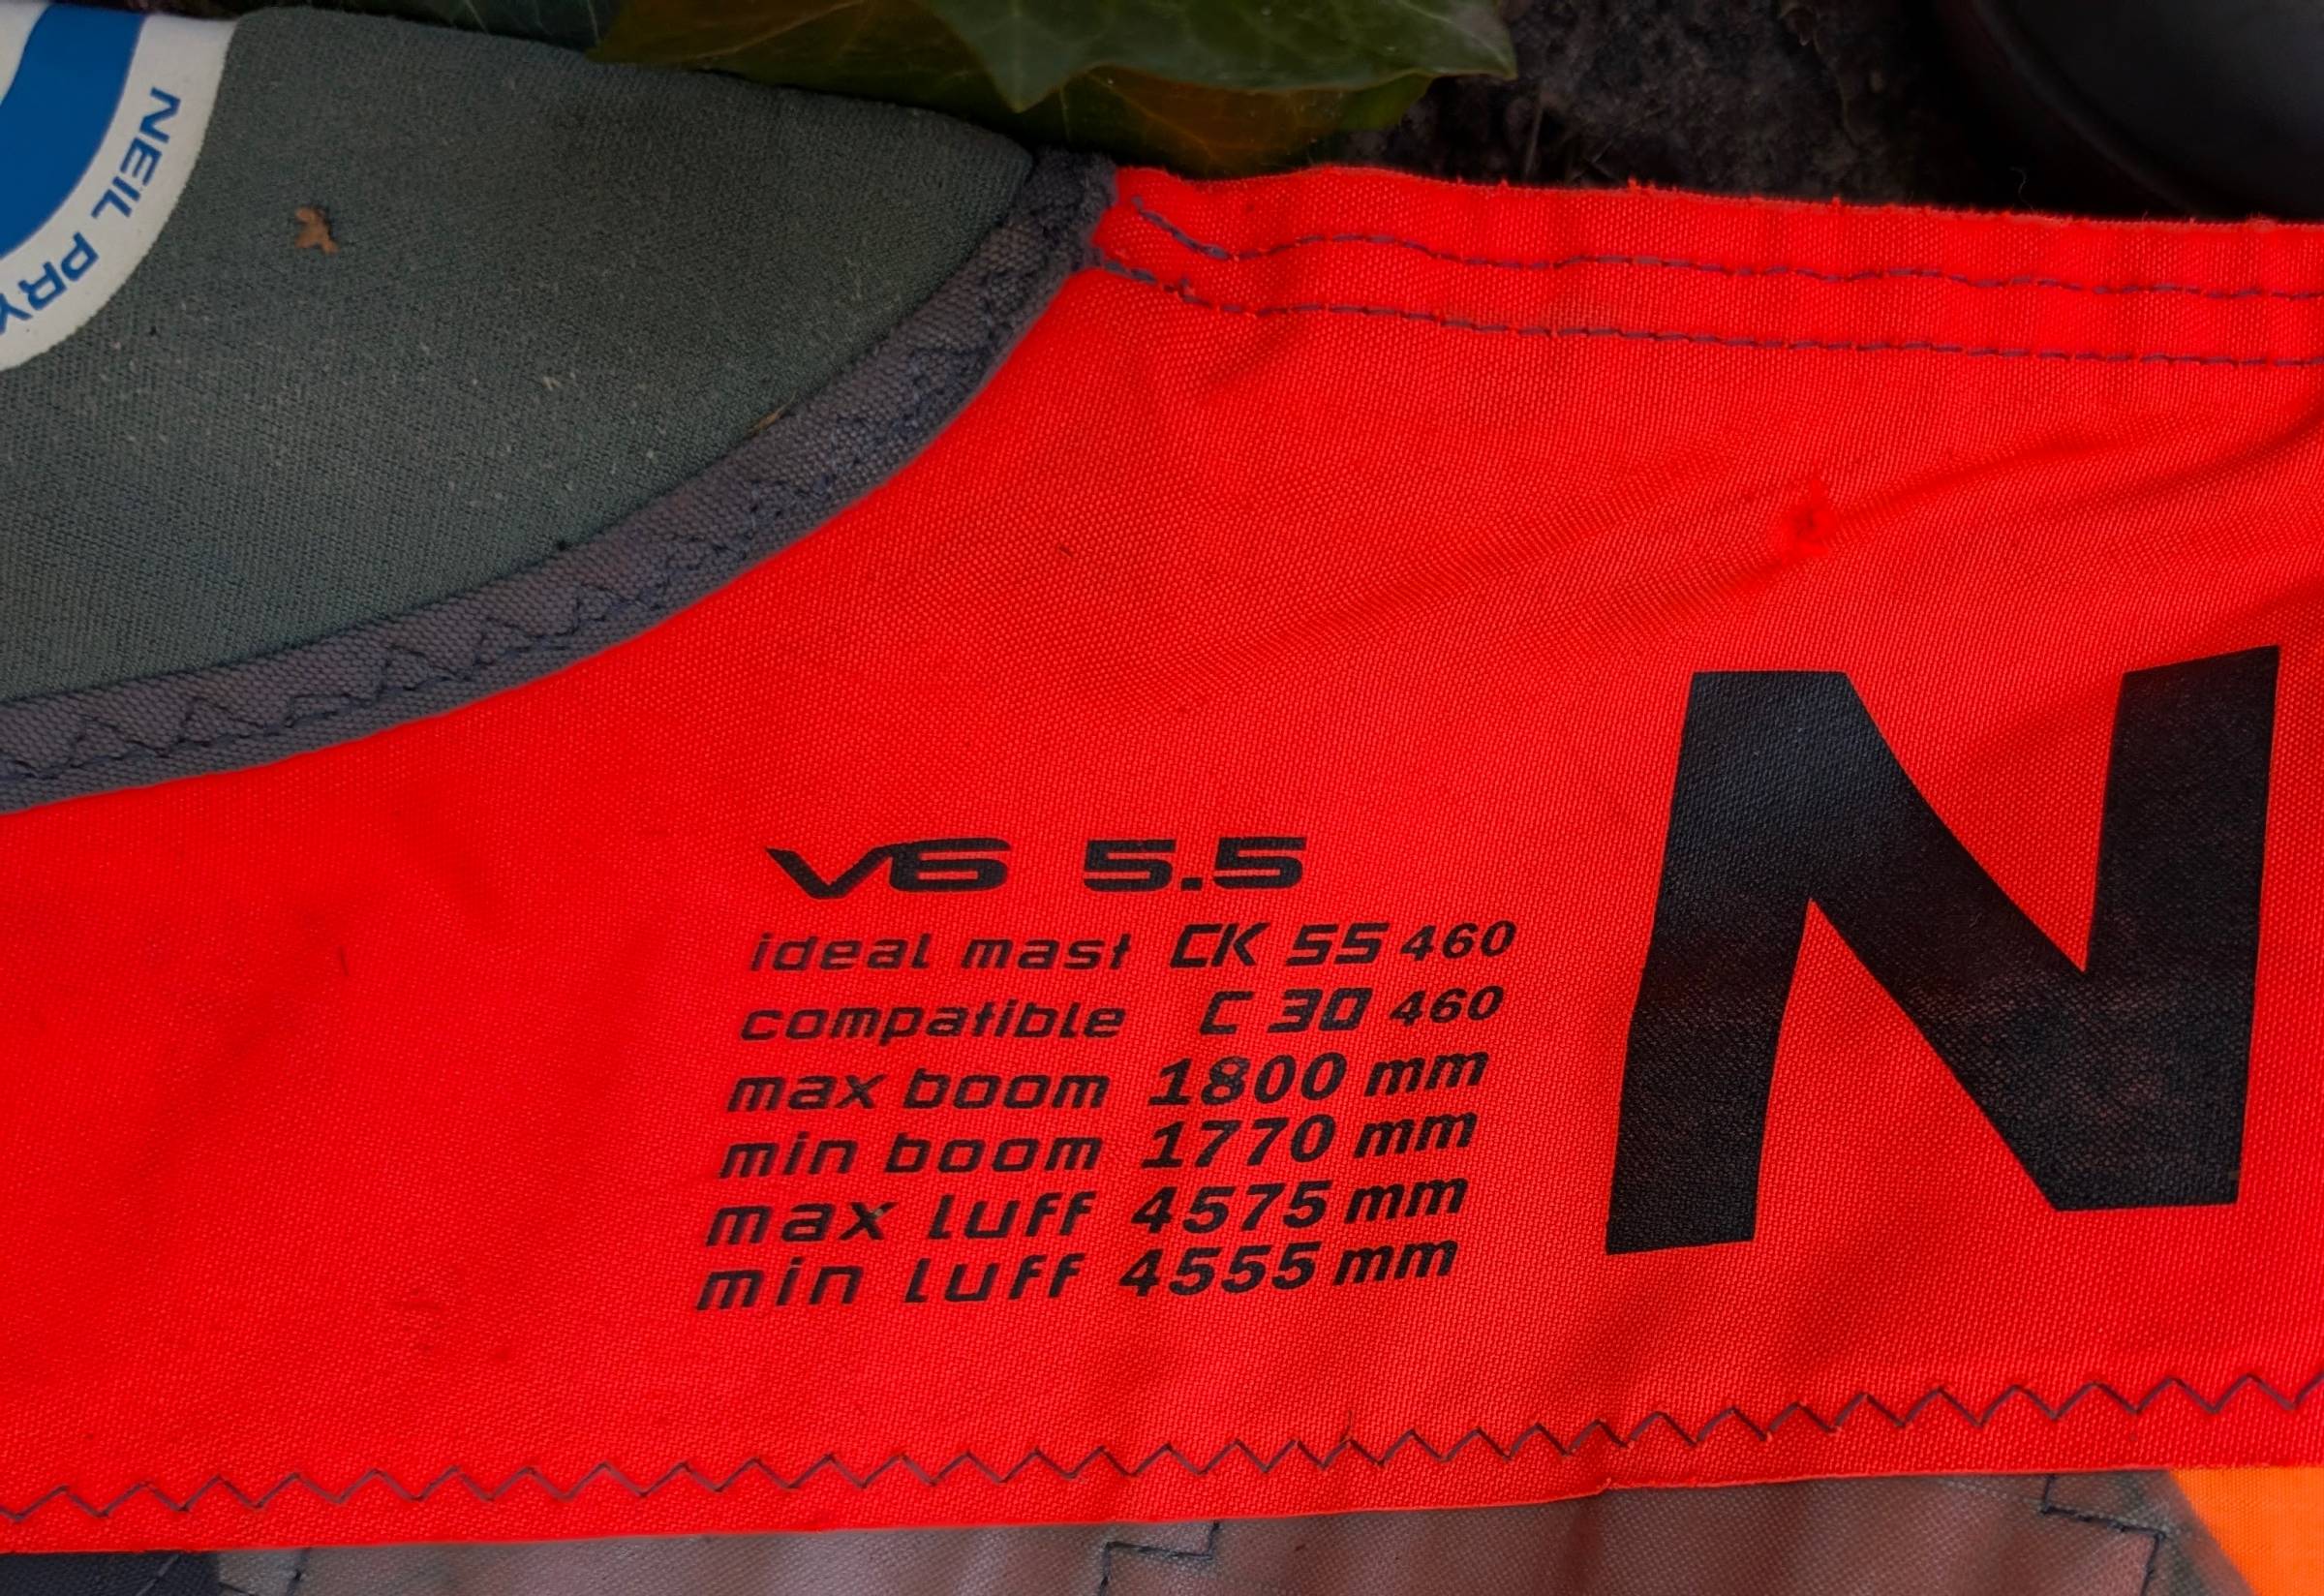 NEIL PRY
V6 5.5
ideal mast CK 55 460
compatible C 30 460
max boom 1800 mm
min boom 1770 mm
max luff 4575 mm
min luff 4555 mm
N